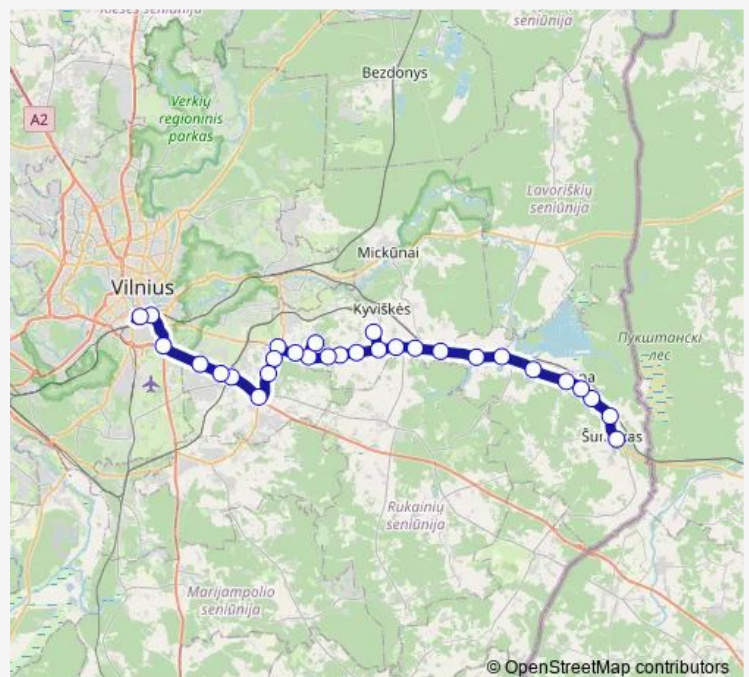 seniūnija
Bezdonys
A2
Verkių
regioninis
parkas
Lavoriškių
seniūnija
Mickūnai
Vilnius
Kyviškės
Пукштанскі
лес
Rukainių
seniūnija
Marijampolio
seniūnija
© OpenStreetMap contributors